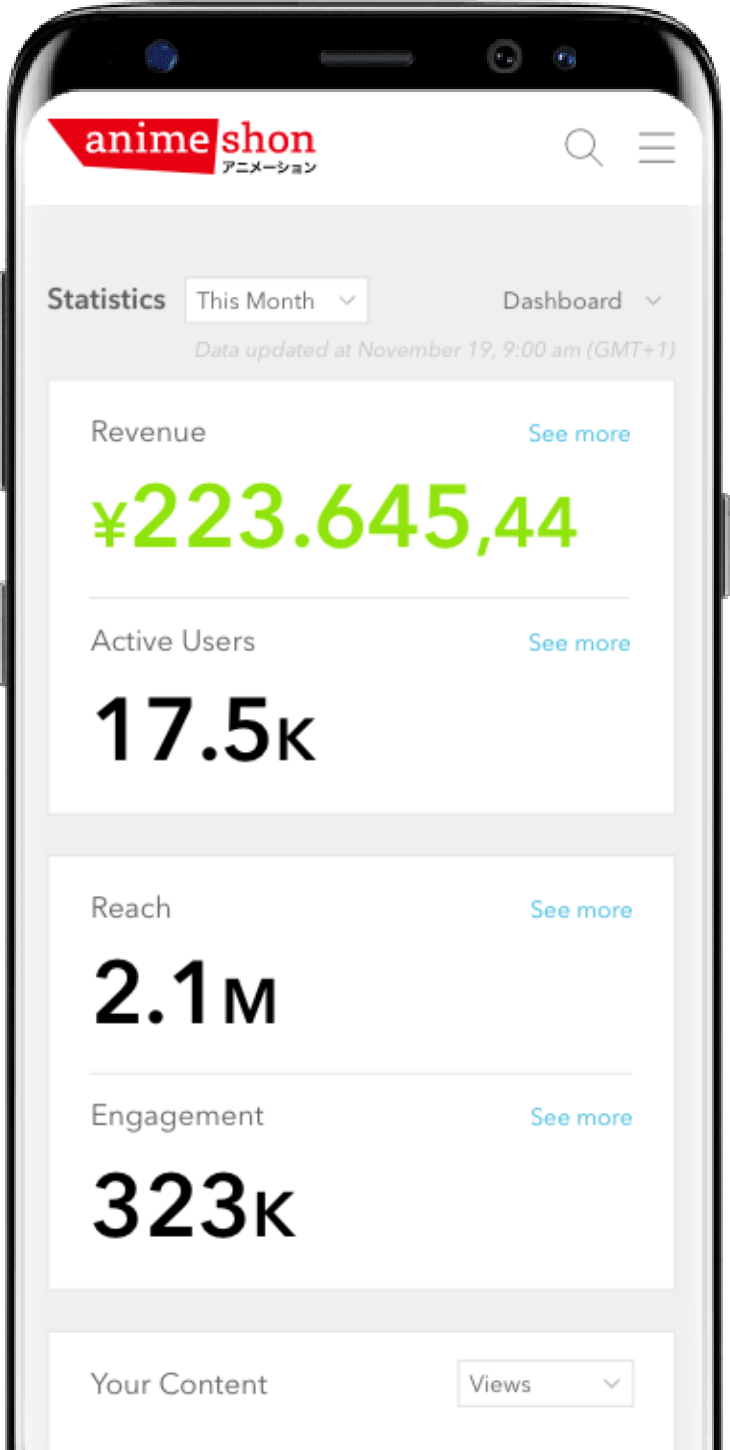 anime shon
アニメーション
Statistics This Month Dashboard
Data updated at November 19, 9:00 am (GMT+1)
Revenue See more
¥223.645,44
Active Users See more
17.5K
Reach See more
2.1M
Engagement See more
323K
Your Content Views